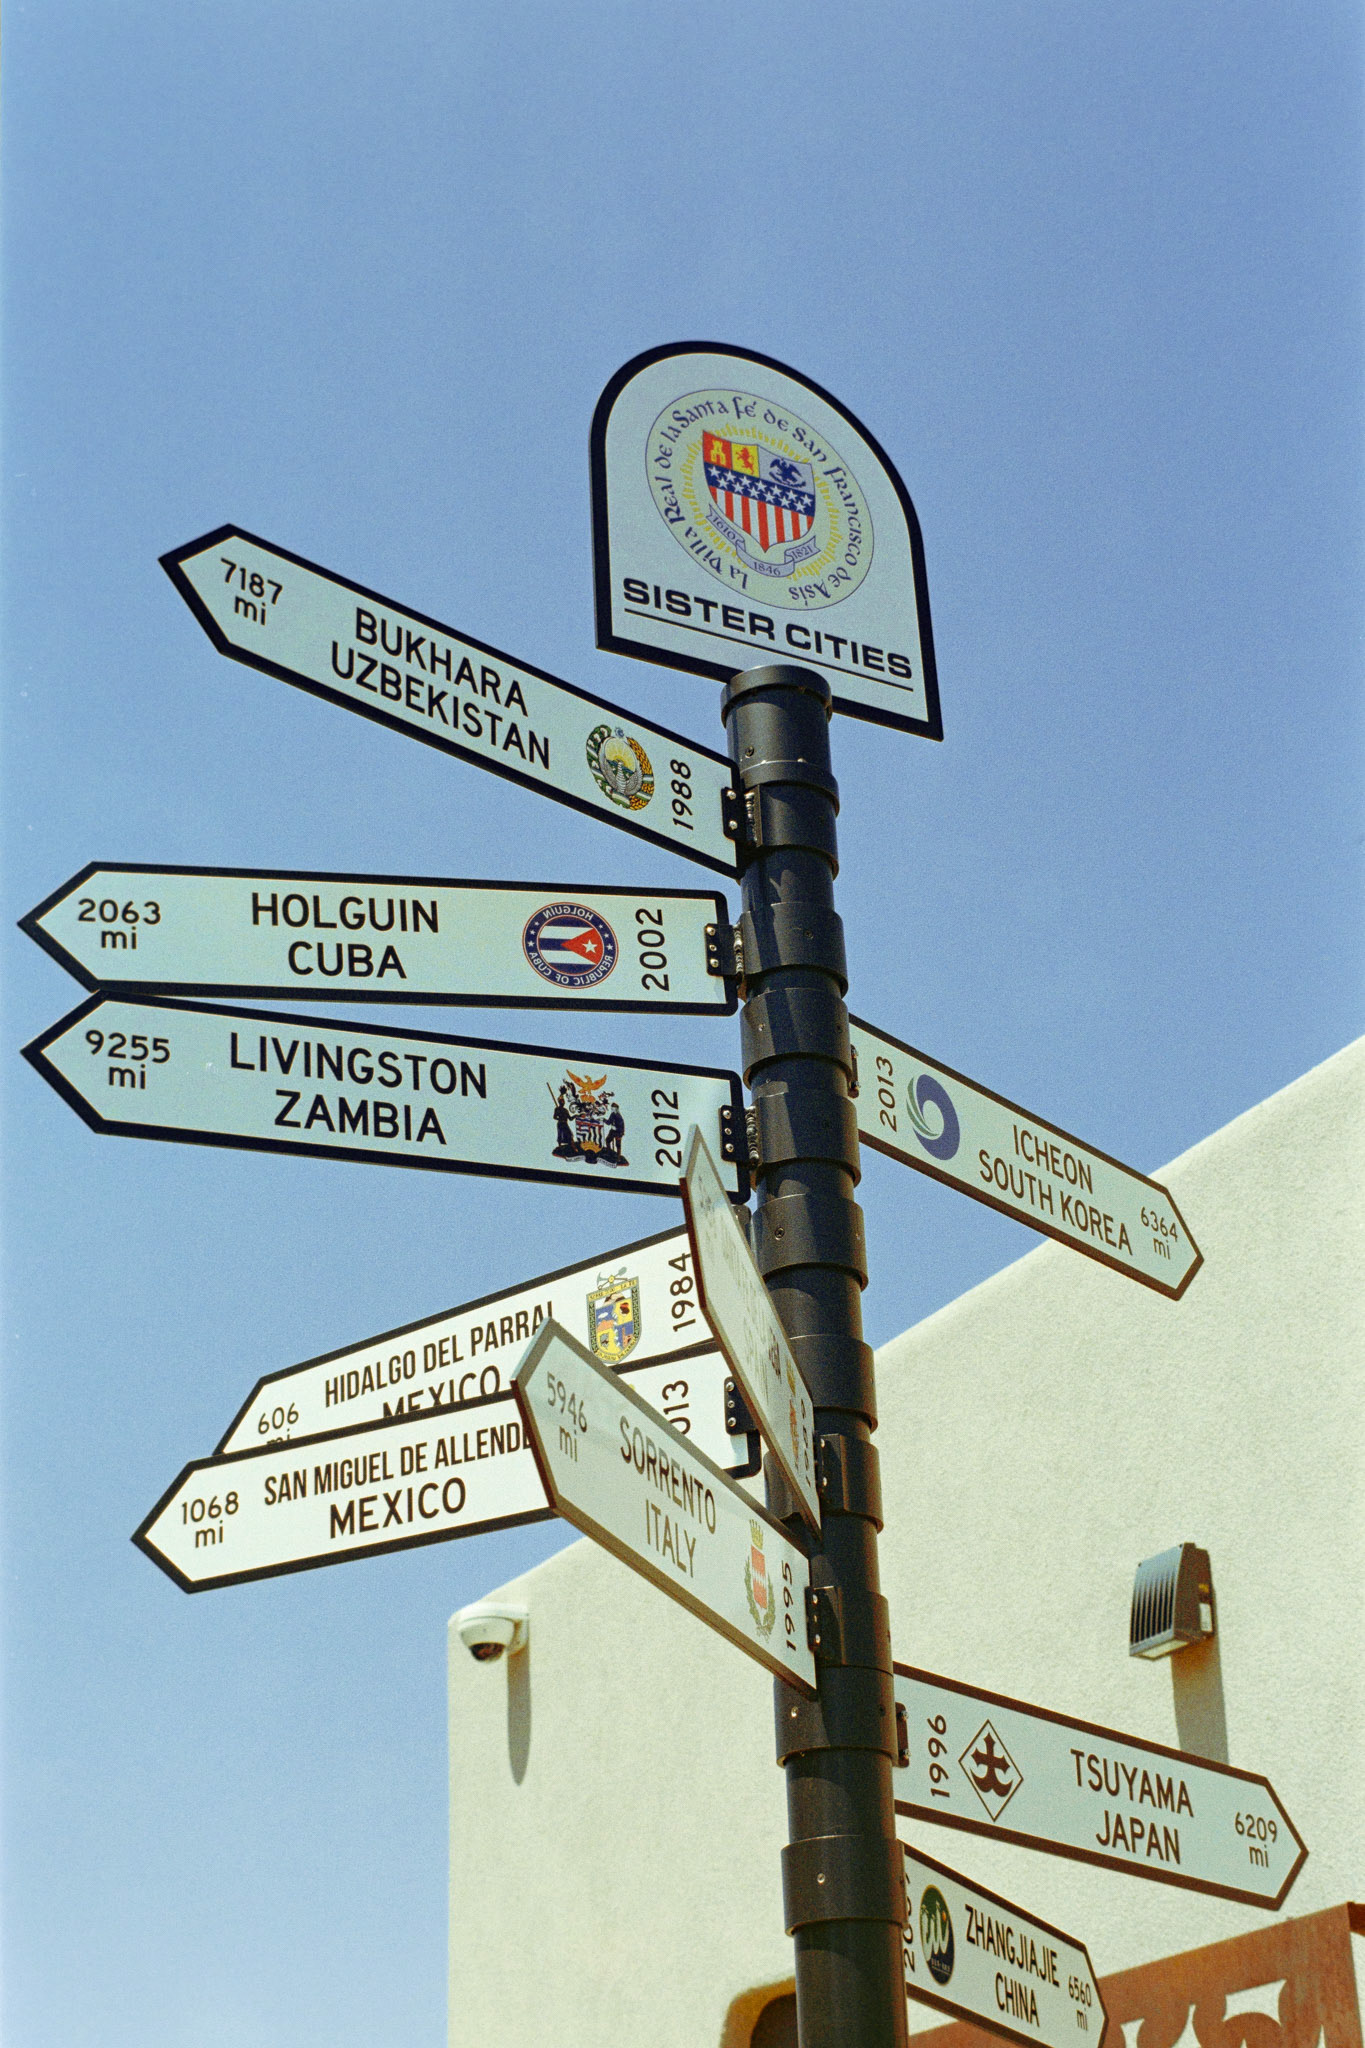 La Villa Real de la Santa Fé de San Francisco de Asís
1610
1846
1821
SISTER CITIES
7187
mi
BUKHARA
UZBEKISTAN
1988
2063
mi
HOLGUIN
CUBA
HOLGUIN
REPUBLIC OF CUBA
2002
9255
mi
LIVINGSTON
ZAMBIA
2012
2013
ICHEON
SOUTH KOREA
6364
mi
606
mi
HIDALGO DEL PARRAL
MEXICO
1984
1068
mi
SAN MIGUEL DE ALLENDE
MEXICO
5946
mi
SORRENTO
ITALY
1995
1996
TSUYAMA
JAPAN
6209
mi
ZHANGJIAJIE
CHINA
6560
mi